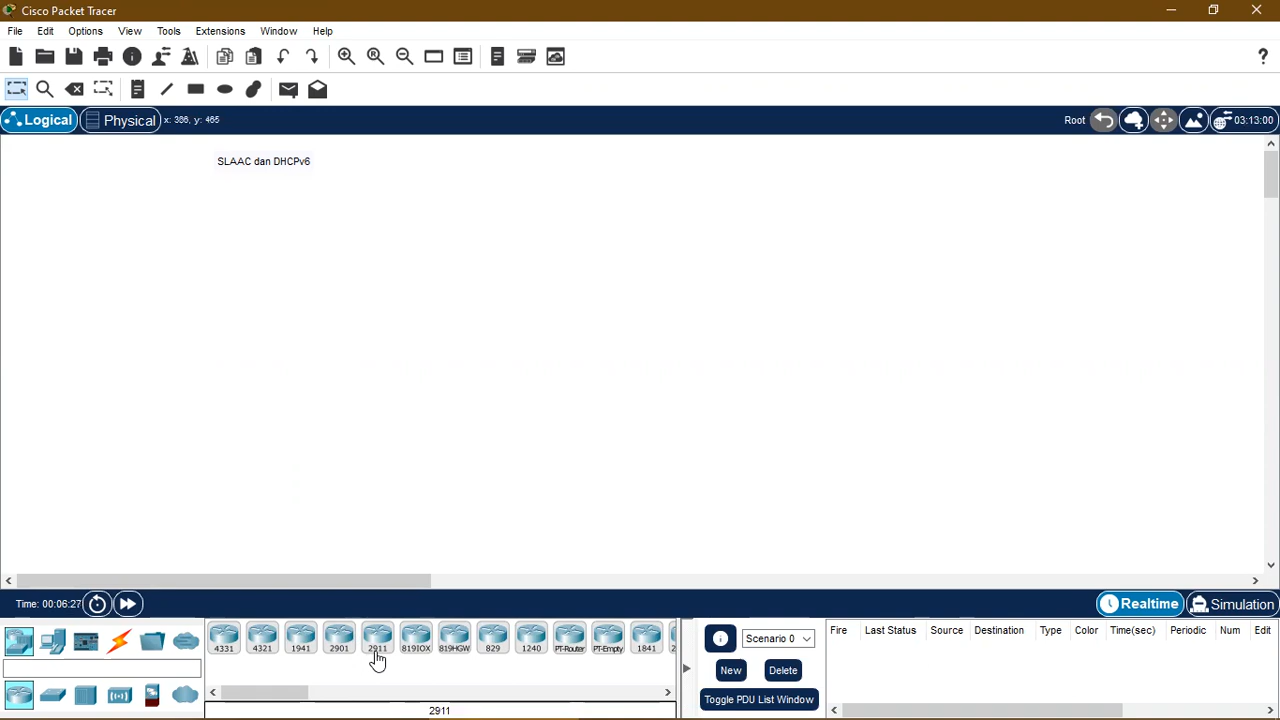 Cisco Packet Tracer
File Edit Options View Tools Extensions Window Help
?
Logical Physical x: 366, y: 465 Root 03:13:00
SLAAC dan DHCPv6
Time: 00:06:27 Realtime Simulation
4331 4321 1941 2901 2911 819IOX 819HGW 829 1240 PT-Router PT-Empty 1841 2
Scenario 0
Fire Last Status Source Destination Type Color Time(sec) Periodic Num Edit
New Delete
Toggle PDU List Window
2911